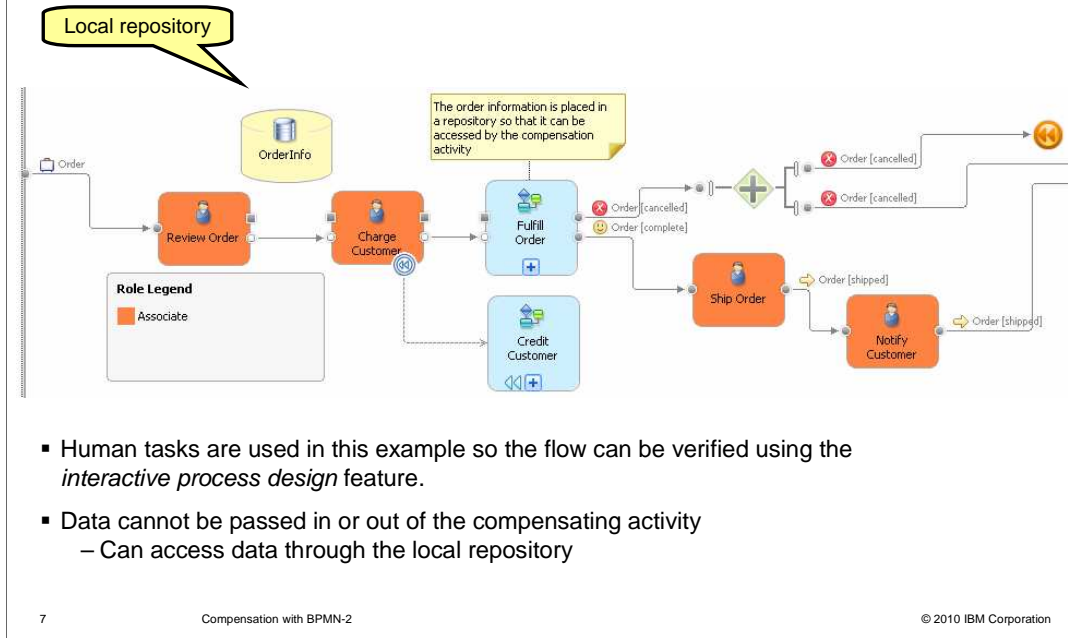 Local repository
The order information is placed in
a repository so that it can be
accessed by the compensation
activity
OrderInfo
Order
Review Order
Charge
Customer
Fulfill
Order
Order [cancelled]
Order [complete]
Order [cancelled]
Order [cancelled]
Ship Order
Order [shipped]
Notify
Customer
Order [shipped]
Credit
Customer
Role Legend
Associate
▪ Human tasks are used in this example so the flow can be verified using the
interactive process design feature.
▪ Data cannot be passed in or out of the compensating activity
– Can access data through the local repository
7 Compensation with BPMN-2 © 2010 IBM Corporation